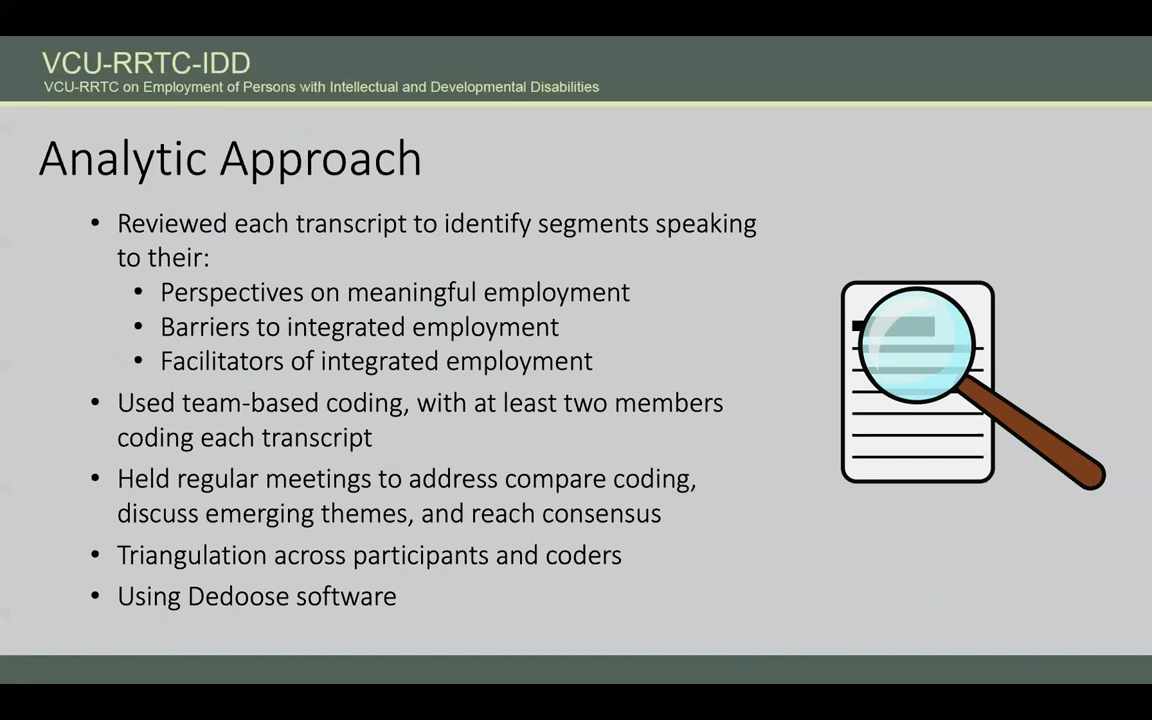 VCU-RRTC-IDD
VCU-RRTC on Employment of Persons with Intellectual and Developmental Disabilities
Analytic Approach
• Reviewed each transcript to identify segments speaking
to their:
• Perspectives on meaningful employment
• Barriers to integrated employment
• Facilitators of integrated employment
• Used team-based coding, with at least two members
coding each transcript
• Held regular meetings to address compare coding,
discuss emerging themes, and reach consensus
• Triangulation across participants and coders
• Using Dedoose software